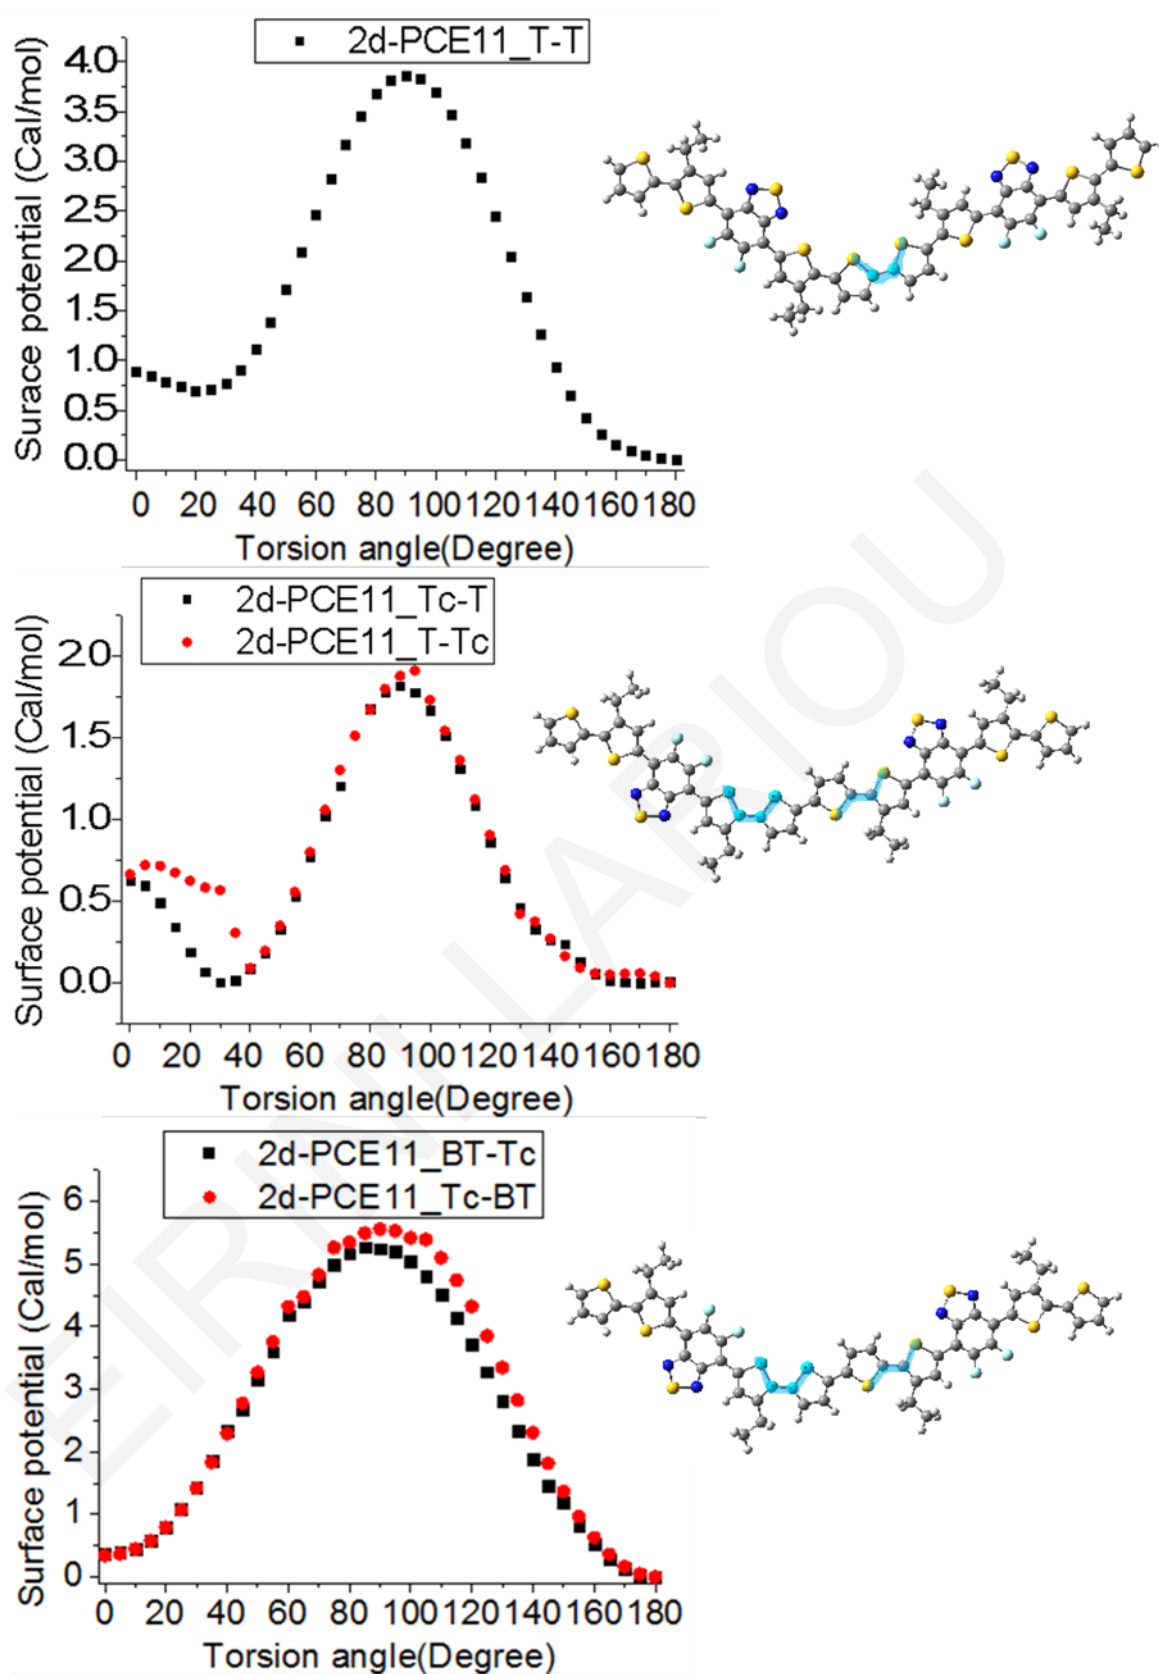 2d-PCE11_T-T
Surace potential (Cal/mol)
4.0
3.5
3.0
2.5
2.0
1.5
1.0
0.5
0.0
0 20 40 60 80 100 120 140 160 180
Torsion angle(Degree)
2d-PCE11_Tc-T
2d-PCE11_T-Tc
Surface potential (Cal/mol)
2.0
1.5
1.0
0.5
0.0
0 20 40 60 80 100 120 140 160 180
Torsion angle(Degree)
2d-PCE11_BT-Tc
2d-PCE11_Tc-BT
Surface potential (Cal/mol)
6
5
4
3
2
1
0
0 20 40 60 80 100 120 140 160 180
Torsion angle(Degree)
EIRINI LARIOU